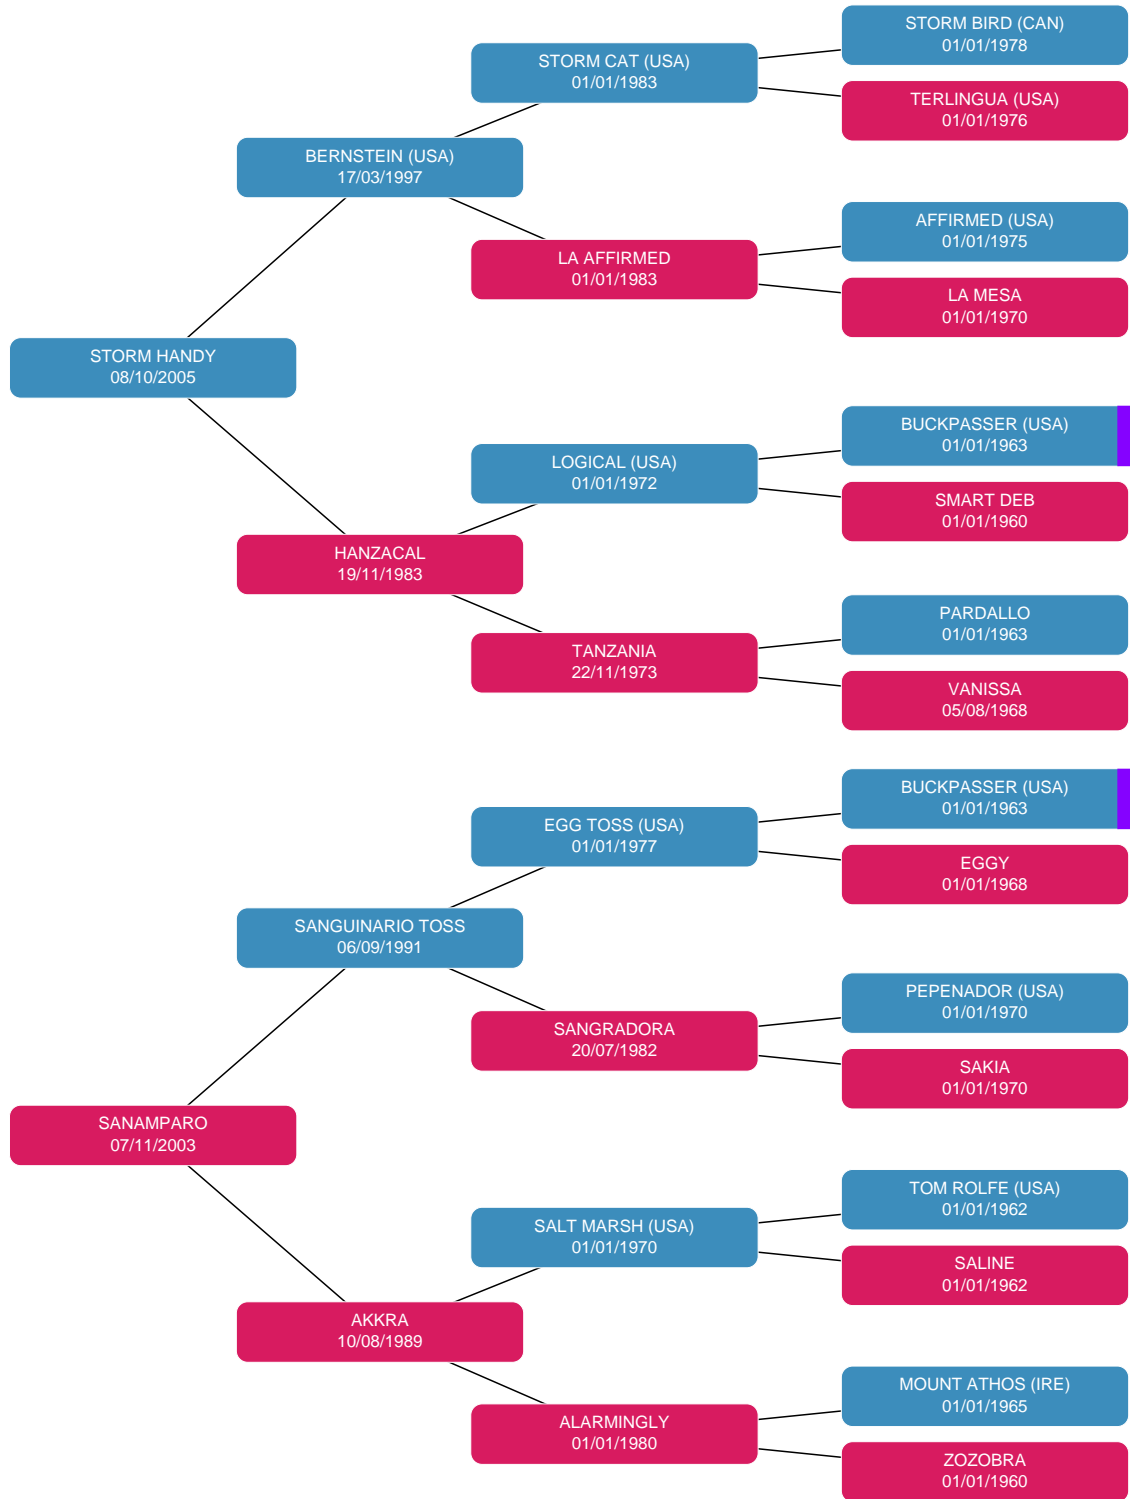 STORM BIRD (CAN)
01/01/1978
STORM CAT (USA)
01/01/1983
TERLINGUA (USA)
01/01/1976
BERNSTEIN (USA)
17/03/1997
AFFIRMED (USA)
01/01/1975
LA AFFIRMED
01/01/1983
LA MESA
01/01/1970
STORM HANDY
08/10/2005
BUCKPASSER (USA)
01/01/1963
LOGICAL (USA)
01/01/1972
SMART DEB
01/01/1960
HANZACAL
19/11/1983
PARDALLO
01/01/1963
TANZANIA
22/11/1973
VANISSA
05/08/1968
BUCKPASSER (USA)
01/01/1963
EGG TOSS (USA)
01/01/1977
EGGY
01/01/1968
SANGUINARIO TOSS
06/09/1991
PEPENADOR (USA)
01/01/1970
SANGRADORA
20/07/1982
SAKIA
01/01/1970
SANAMPARO
07/11/2003
TOM ROLFE (USA)
01/01/1962
SALT MARSH (USA)
01/01/1970
SALINE
01/01/1962
AKKRA
10/08/1989
MOUNT ATHOS (IRE)
01/01/1965
ALARMINGLY
01/01/1980
ZOZOBRA
01/01/1960